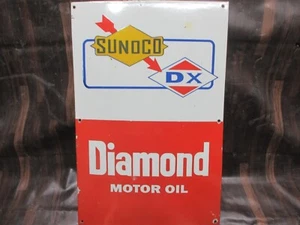 SUNOCO
DX
Diamond
MOTOR OIL